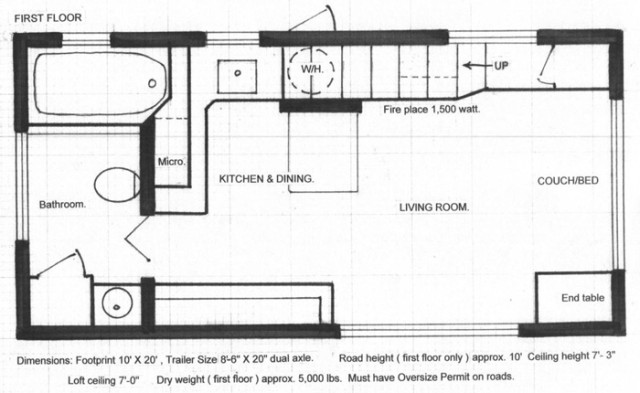 FIRST FLOOR
W/H.
UP
Fire place 1,500 watt.
Micro.
KITCHEN & DINING.
COUCH/BED
Bathroom.
LIVING ROOM.
End table
Dimensions: Footprint 10' X 20' , Trailer Size 8'-6" X 20" dual axle. Road height ( first floor only ) approx. 10' Ceiling height 7'- 3"
Loft ceiling 7'-0" Dry weight ( first floor ) approx. 5,000 lbs. Must have Oversize Permit on roads.